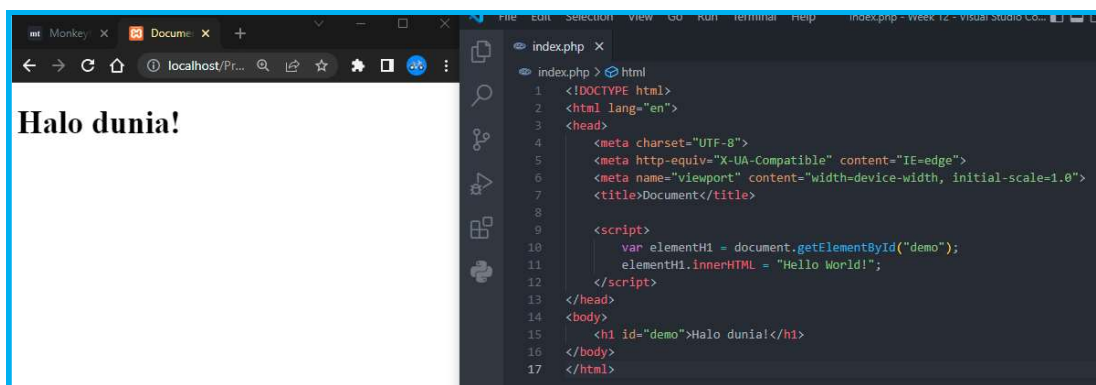 mt Monkey
Docume
localhost/Pr...
Halo dunia!
File Edit Selection View Go Run Terminal Help index.php - Week 12 - Visual Studio Co...
index.php
index.php > html
1 <!DOCTYPE html>
2 <html lang="en">
3 <head>
4 <meta charset="UTF-8">
5 <meta http-equiv="X-UA-Compatible" content="IE=edge">
6 <meta name="viewport" content="width=device-width, initial-scale=1.0">
7 <title>Document</title>
8
9 <script>
10 var elementH1 = document.getElementById("demo");
11 elementH1.innerHTML = "Hello World!";
12 </script>
13 </head>
14 <body>
15 <h1 id="demo">Halo dunia!</h1>
16 </body>
17 </html>